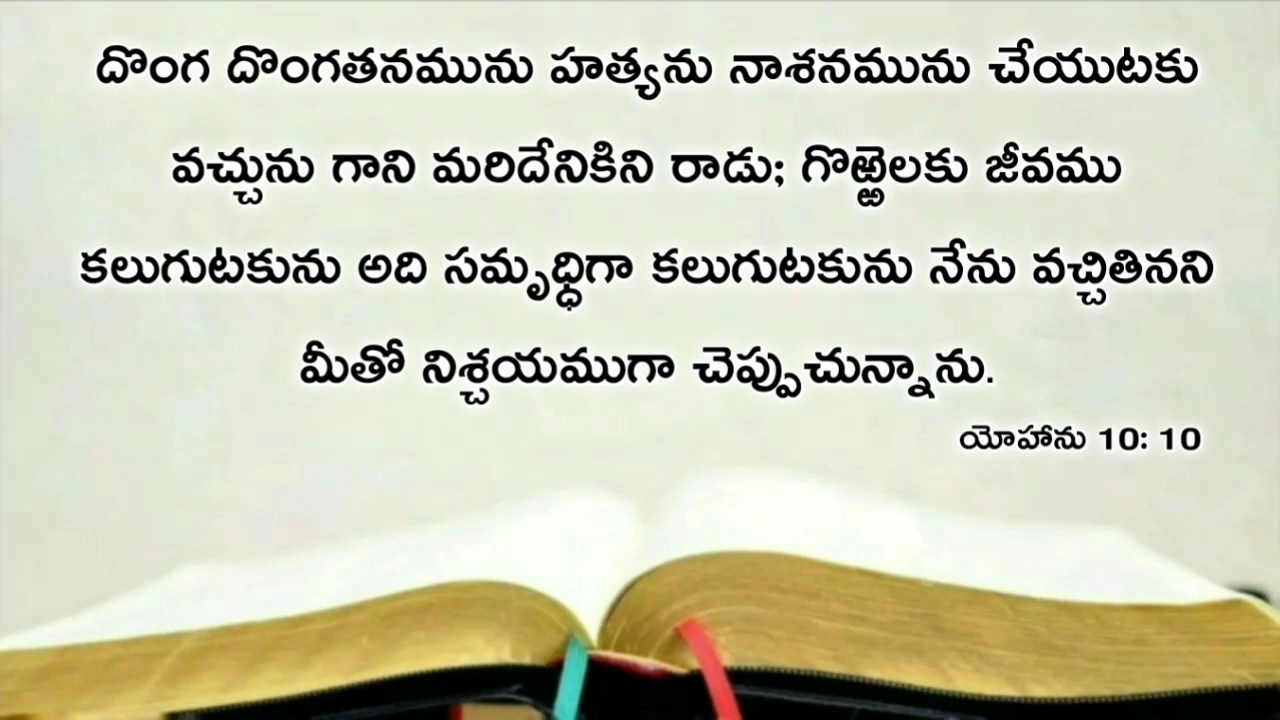 దొంగ దొంగతనమును హత్యను నాశనమును చేయుటకు
వచ్చును గాని మరిదేనికిని రాడు; గొఱ్ఱెలకు జీవము
కలుగుటకును అది సమృద్ధిగా కలుగుటకును నేను వచ్చితినని
మీతో నిశ్చయముగా చెప్పుచున్నాను.
యోహాను 10: 10